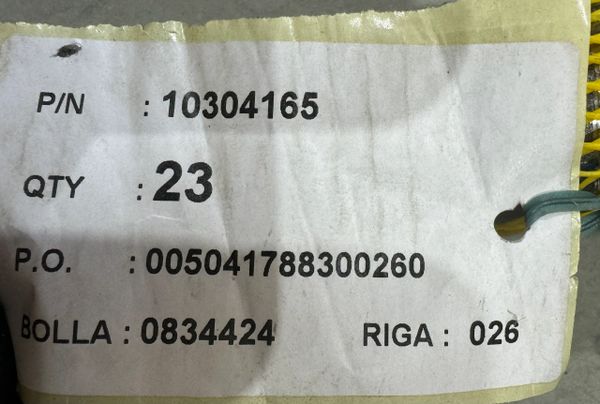 P/N : 10304165
QTY : 23
P.O. : 005041788300260
BOLLA : 0834424 RIGA : 026